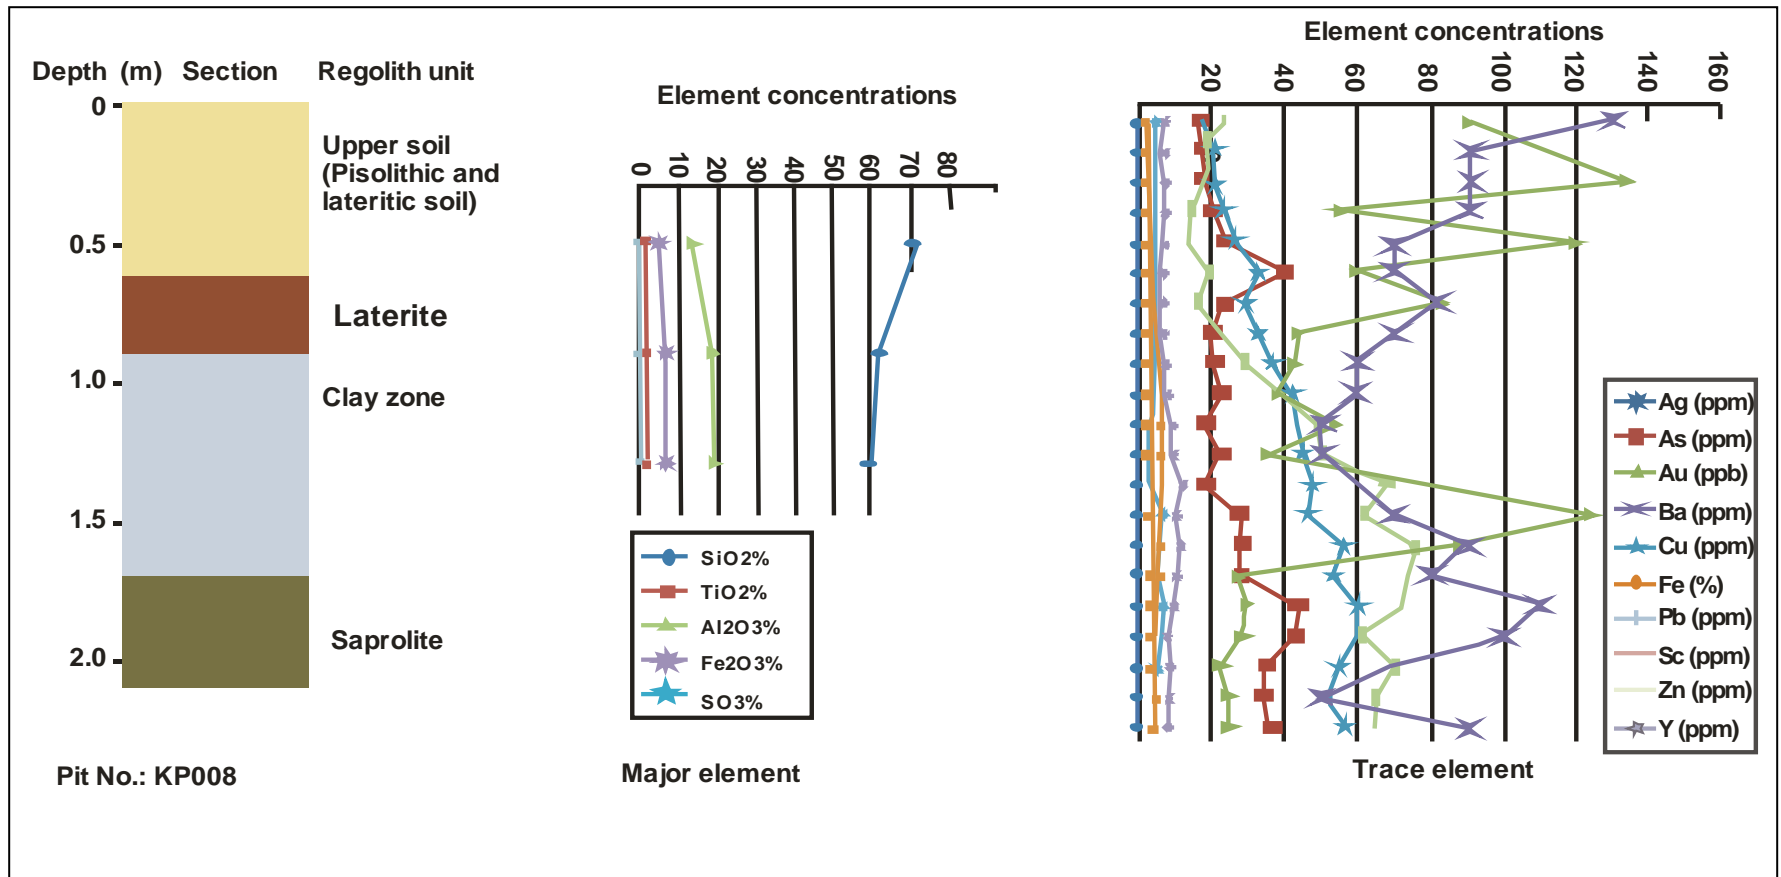 Depth (m) Section Regolith unit
0
0.5
1.0
1.5
2.0
Upper soil
(Pisolithic and
lateritic soil)
Laterite
Clay zone
Saprolite
Pit No.: KP008
Element concentrations
0 10 20 30 40 50 60 70 80
SiO2%
TiO2%
Al2O3%
Fe2O3%
SO3%
Major element
Element concentrations
20 40 60 80 100 120 140 160
Ag (ppm)
As (ppm)
Au (ppb)
Ba (ppm)
Cu (ppm)
Fe (%)
Pb (ppm)
Sc (ppm)
Zn (ppm)
Y (ppm)
Trace element